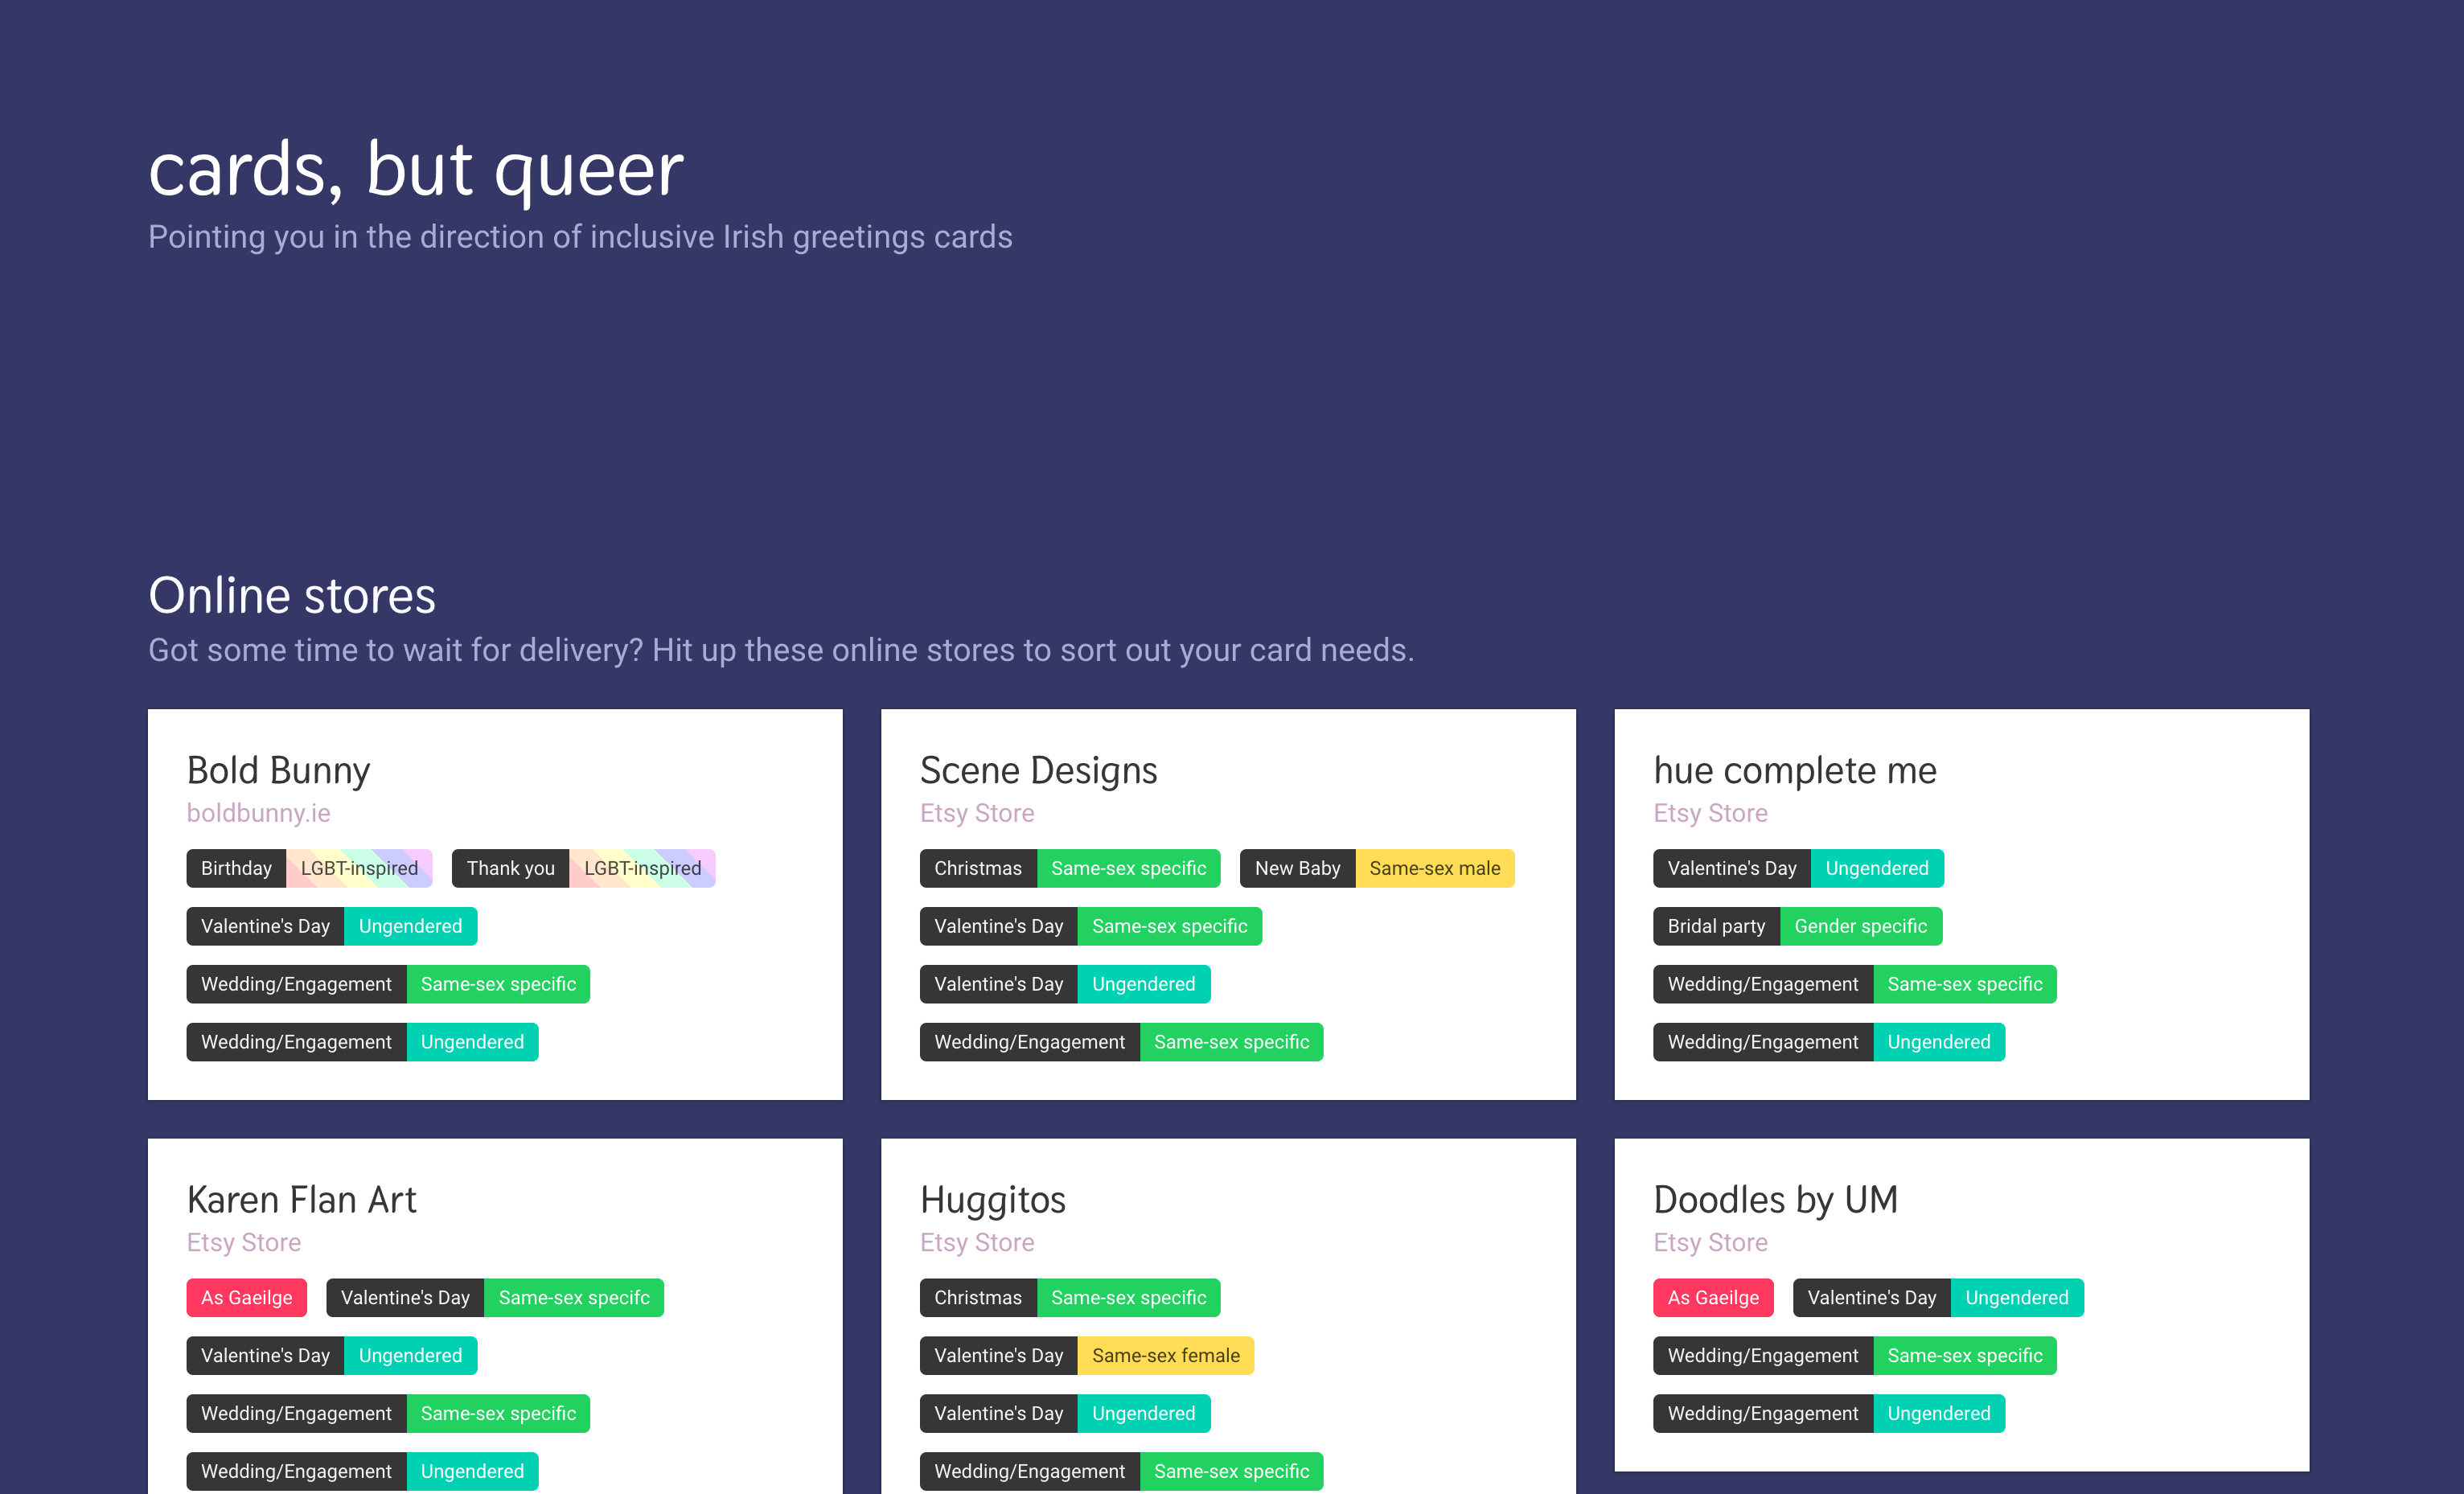 cards, but queer
Pointing you in the direction of inclusive Irish greetings cards
Online stores
Got some time to wait for delivery? Hit up these online stores to sort out your card needs.
Bold Bunny
boldbunny.ie
Birthday LGBT-inspired Thank you LGBT-inspired
Valentine's Day Ungendered
Wedding/Engagement Same-sex specific
Wedding/Engagement Ungendered
Scene Designs
Etsy Store
Christmas Same-sex specific New Baby Same-sex male
Valentine's Day Same-sex specific
Valentine's Day Ungendered
Wedding/Engagement Same-sex specific
hue complete me
Etsy Store
Valentine's Day Ungendered
Bridal party Gender specific
Wedding/Engagement Same-sex specific
Wedding/Engagement Ungendered
Karen Flan Art
Etsy Store
As Gaeilge Valentine's Day Same-sex specifc
Valentine's Day Ungendered
Wedding/Engagement Same-sex specific
Wedding/Engagement Ungendered
Huggitos
Etsy Store
Christmas Same-sex specific
Valentine's Day Same-sex female
Valentine's Day Ungendered
Wedding/Engagement Same-sex specific
Doodles by UM
Etsy Store
As Gaeilge Valentine's Day Ungendered
Wedding/Engagement Same-sex specific
Wedding/Engagement Ungendered